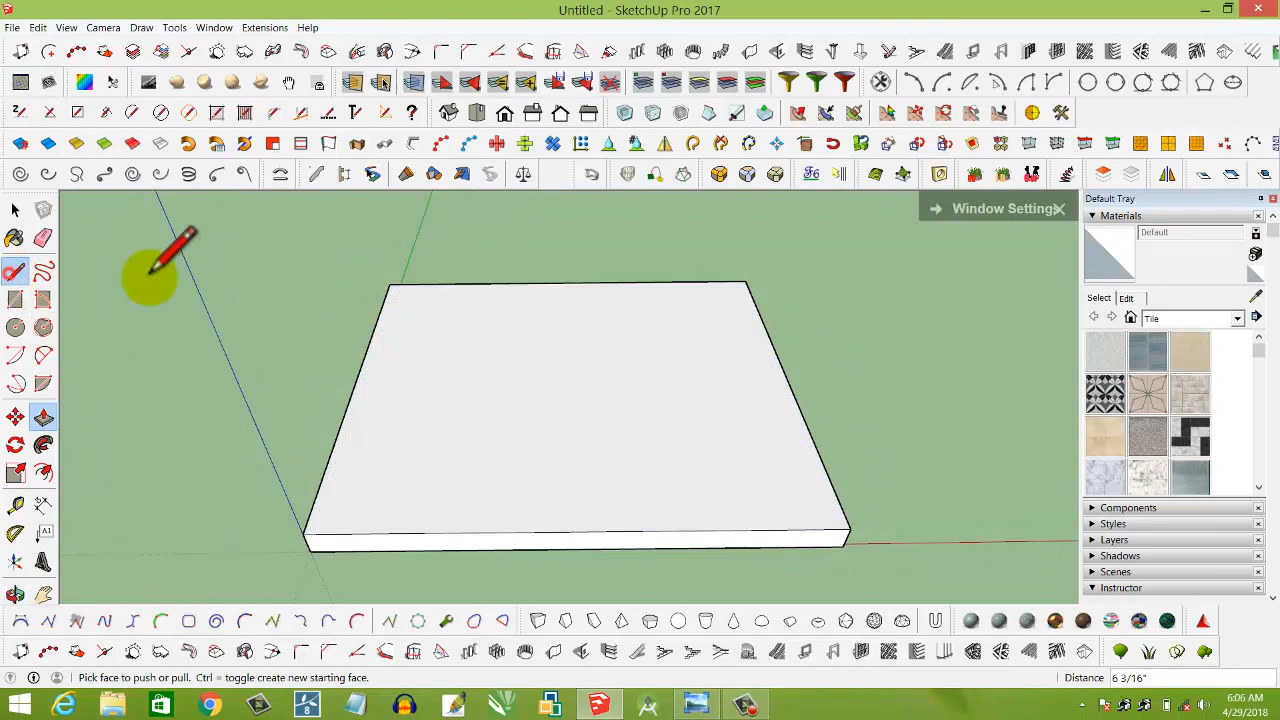 Untitled - SketchUp Pro 2017
File Edit View Camera Draw Tools Window Extensions Help
Window Settings
Default Tray
Materials
Default
Select Edit
Tile
Components
Styles
Layers
Shadows
Scenes
Instructor
Pick face to push or pull. Ctrl = toggle create new starting face.
Distance 6 3/16"
6:06 AM
4/29/2018